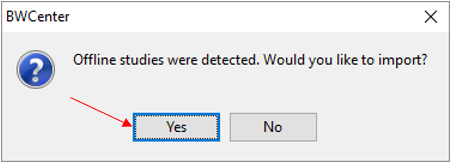 BWCenter
Offline studies were detected. Would you like to import?
Yes
No